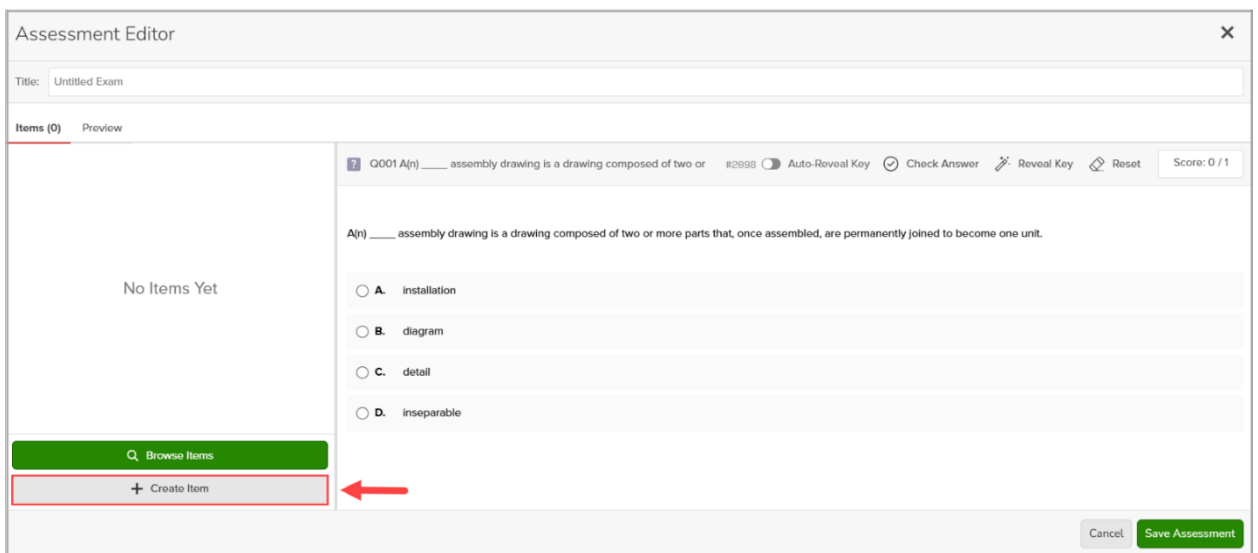 Assessment Editor
Title: Untitled Exam
Items (0) Preview
? Q001 A(n) ____ assembly drawing is a drawing composed of two or #2098 Auto-Reveal Key Check Answer Reveal Key Reset Score: 0 / 1
A(n) ____ assembly drawing is a drawing composed of two or more parts that, once assembled, are permanently joined to become one unit.
No Items Yet
A. installation
B. diagram
C. detail
D. inseparable
Browse Items
+ Create Item
Cancel Save Assessment